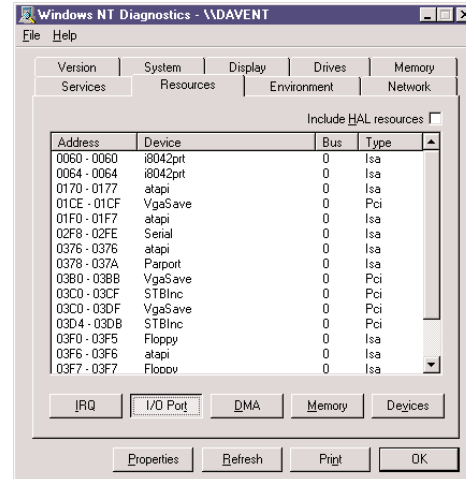 Windows NT Diagnostics - \\DAVENT
File Help
Version System Display Drives Memory
Services Resources Environment Network
Include HAL resources
Address Device Bus Type
0060 - 0060 i8042prt 0 Isa
0064 - 0064 i8042prt 0 Isa
0170 - 0177 atapi 0 Isa
01CE - 01CF VgaSave 0 Pci
01F0 - 01F7 atapi 0 Isa
02F8 - 02FE Serial 0 Isa
0376 - 0376 atapi 0 Isa
0378 - 037A Parport 0 Isa
03B0 - 03BB VgaSave 0 Pci
03C0 - 03CF STBInc 0 Pci
03C0 - 03DF VgaSave 0 Pci
03D4 - 03DB STBInc 0 Pci
03F0 - 03F5 Floppy 0 Isa
03F6 - 03F6 atapi 0 Isa
03F7 - 03F7 Floppy 0 Isa
IRQ I/O Port DMA Memory Devices
Properties Refresh Print OK